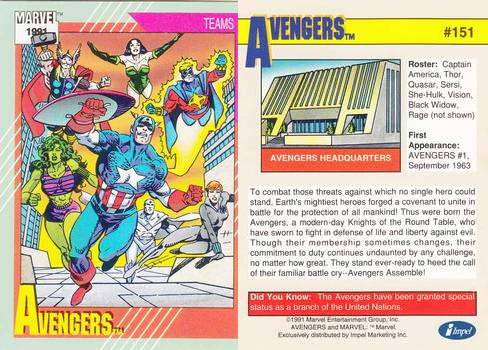 MARVEL
1991
TEAMS
AVENGERS™
AVENGERS™
#151
Roster: Captain
America, Thor,
Quasar, Sersi,
She-Hulk, Vision,
Black Widow,
Rage (not shown)
First
Appearance:
AVENGERS #1,
September 1963
AVENGERS HEADQUARTERS
To combat those threats against which no single hero could
stand, Earth's mightiest heroes forged a covenant to unite in
battle for the protection of all mankind! Thus were born the
Avengers, a modern-day Knights of the Round Table, who
have sworn to fight in defense of life and liberty against evil.
Though their membership sometimes changes, their
commitment to duty continues undaunted by any challenge,
no matter how great. They stand ever-ready to heed the call
of their familiar battle cry--Avengers Assemble!
Did You Know: The Avengers have been granted special
status as a branch of the United Nations.
©1991 Marvel Entertainment Group, Inc.
AVENGERS and MARVEL: ™ Marvel.
Exclusively distributed by Impel Marketing Inc.
impel